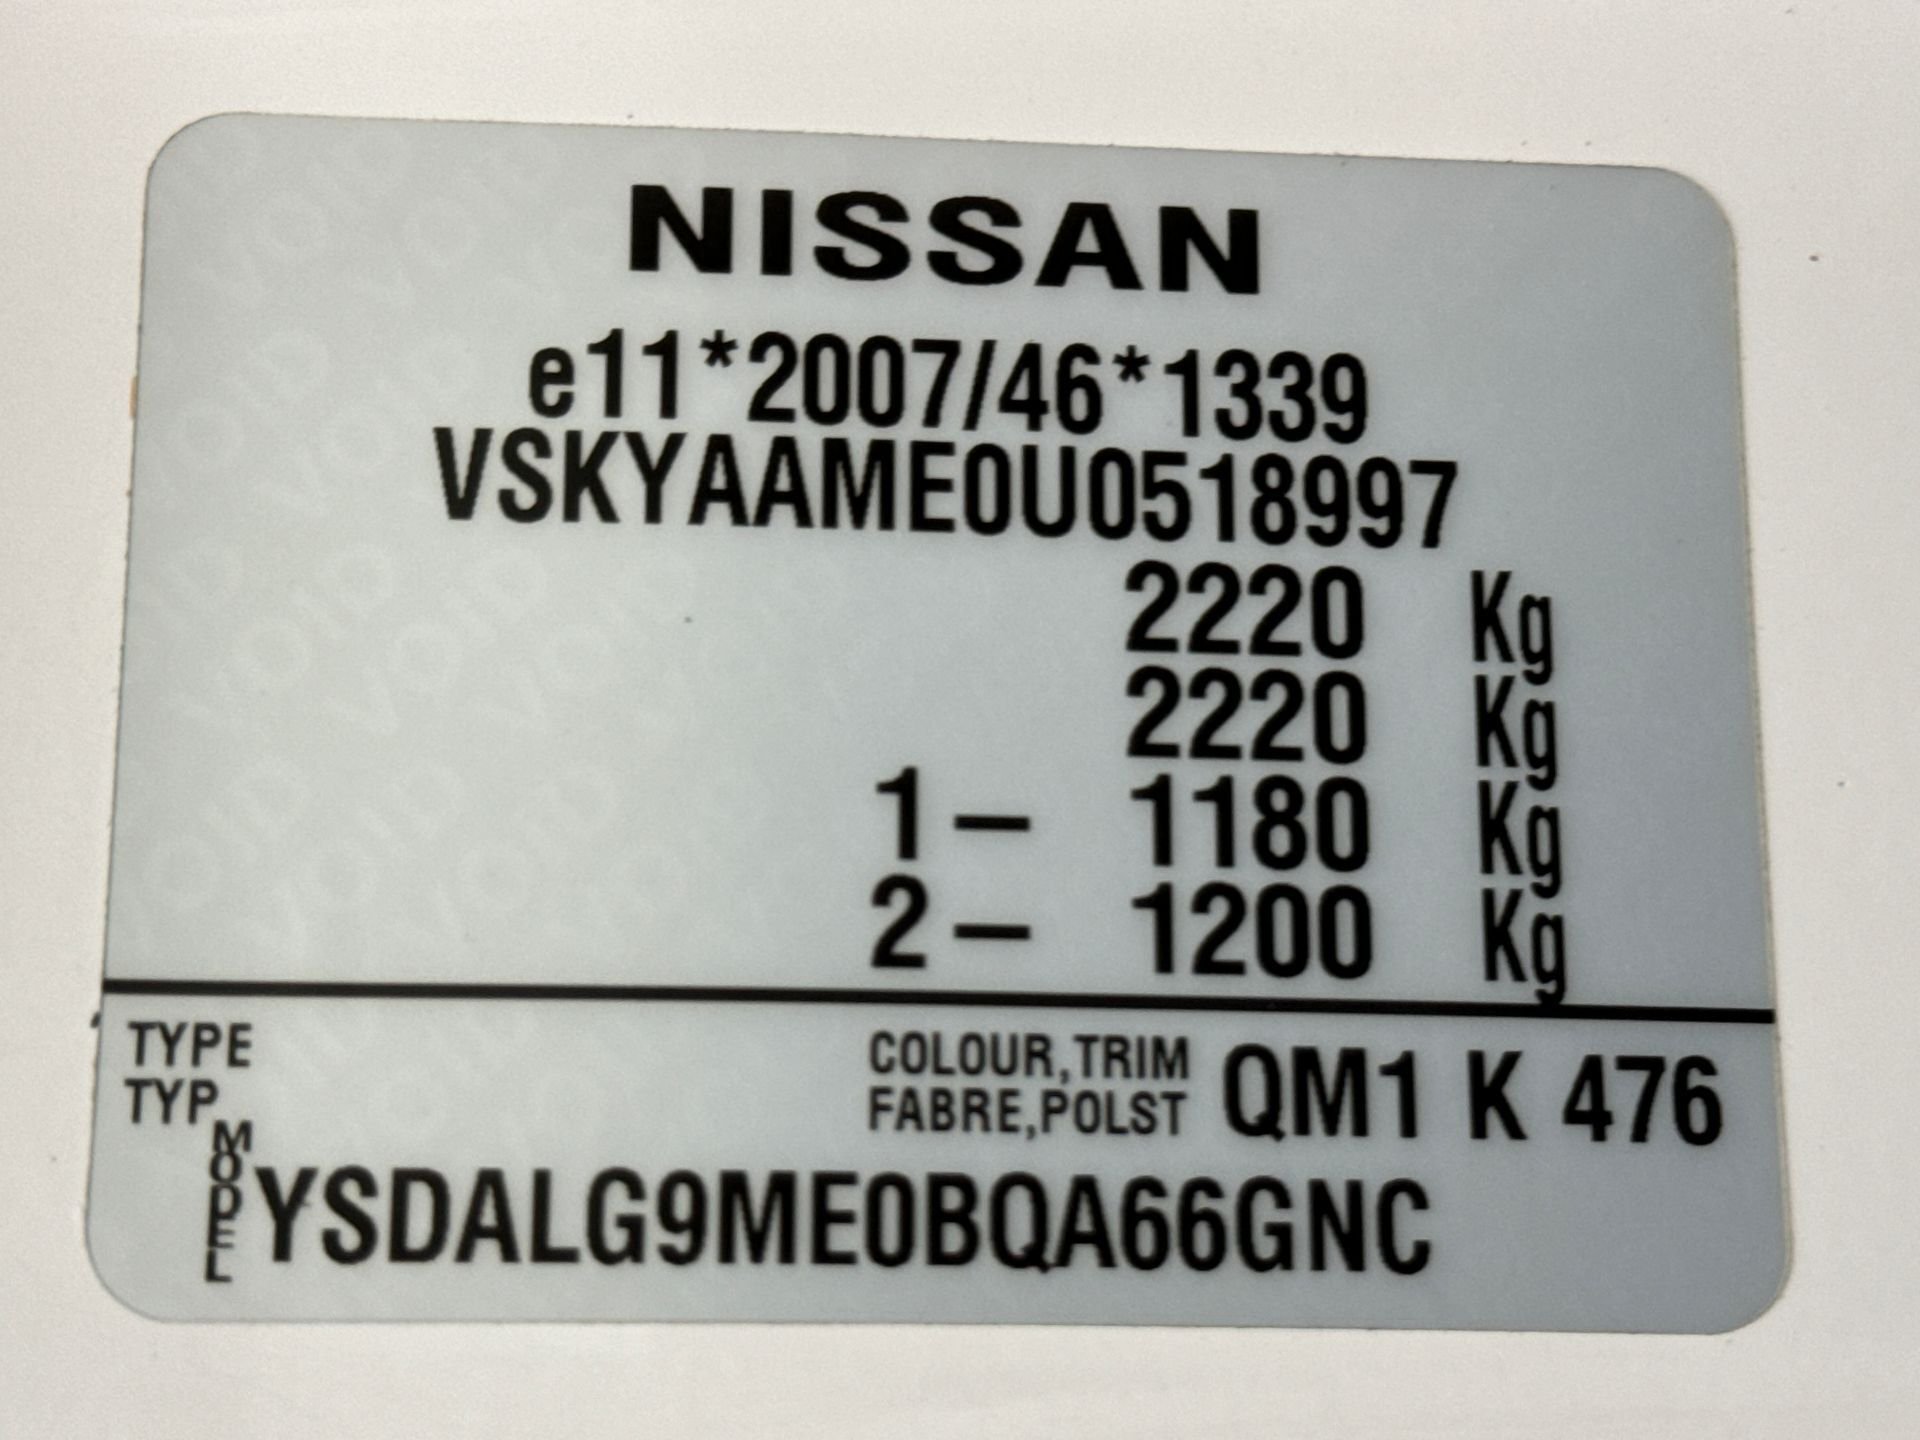 NISSAN
e11*2007/46*1339
VSKYAAME0U0518997
2220 Kg
2220 Kg
1 – 1180 Kg
2 – 1200 Kg
TYPE
TYP
COLOUR,TRIM
FABRE,POLST
QM1 K 476
MODEL
YSDALG9ME0BQA66GNC